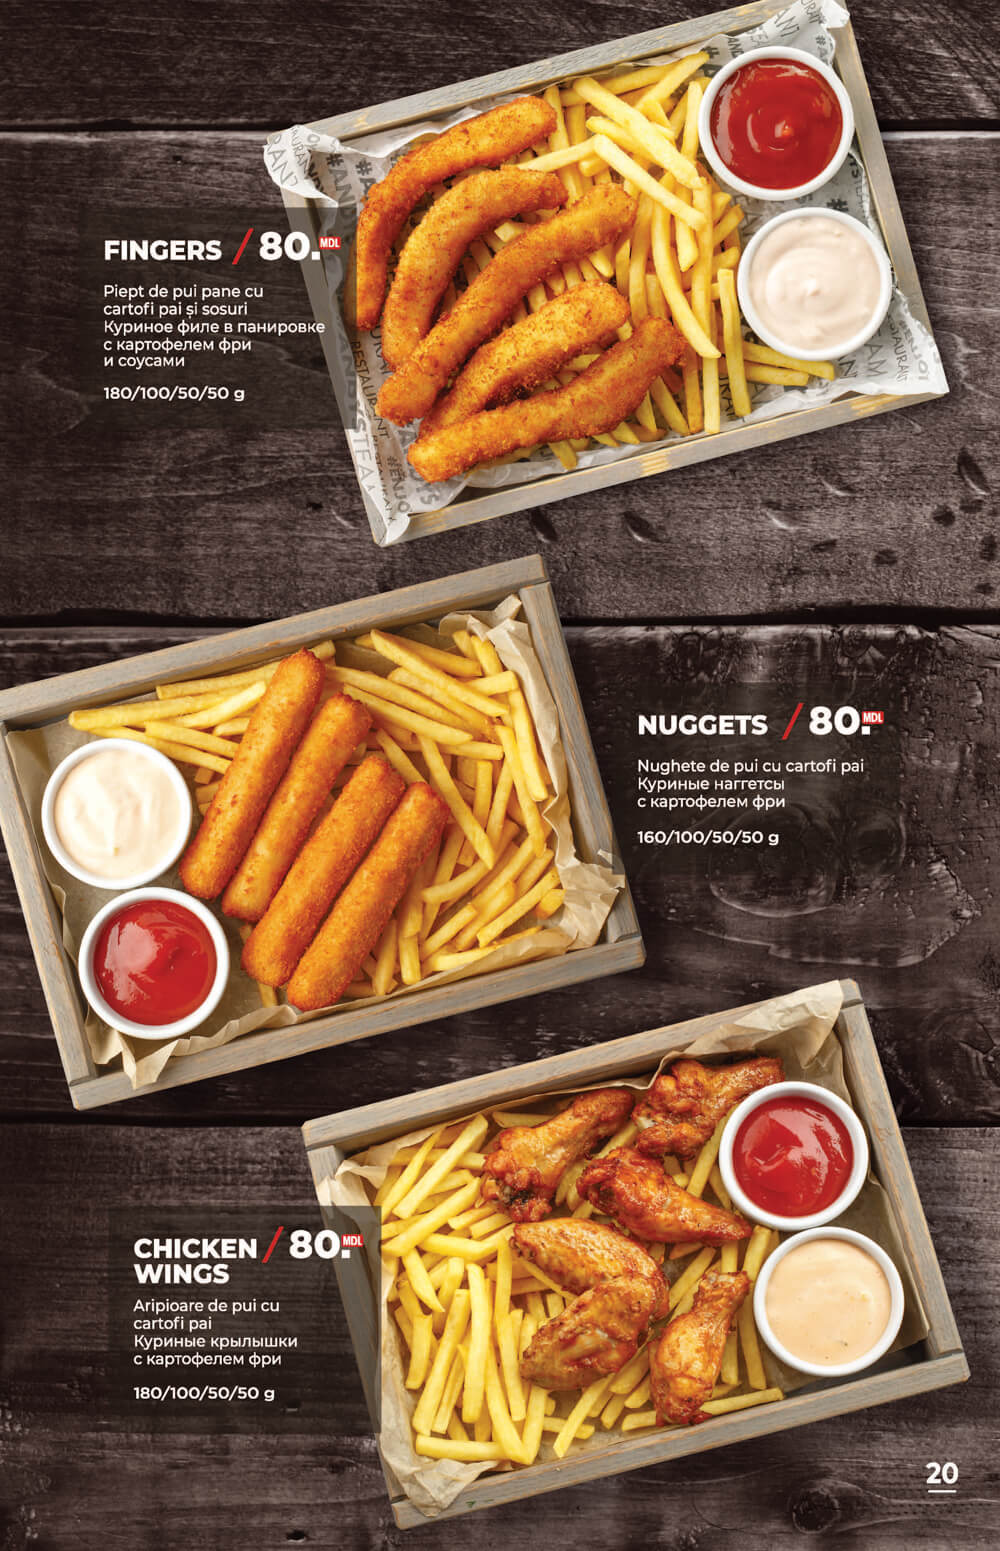 FINGERS / 80. MDL
Piept de pui pane cu
cartofi pai și sosuri
Куриное филе в панировке
с картофелем фри
и соусами
180/100/50/50 g
NUGGETS / 80. MDL
Nughete de pui cu cartofi pai
Куриные наггетсы
с картофелем фри
160/100/50/50 g
CHICKEN / 80. MDL
WINGS
Aripioare de pui cu
cartofi pai
Куриные крылышки
с картофелем фри
180/100/50/50 g
20